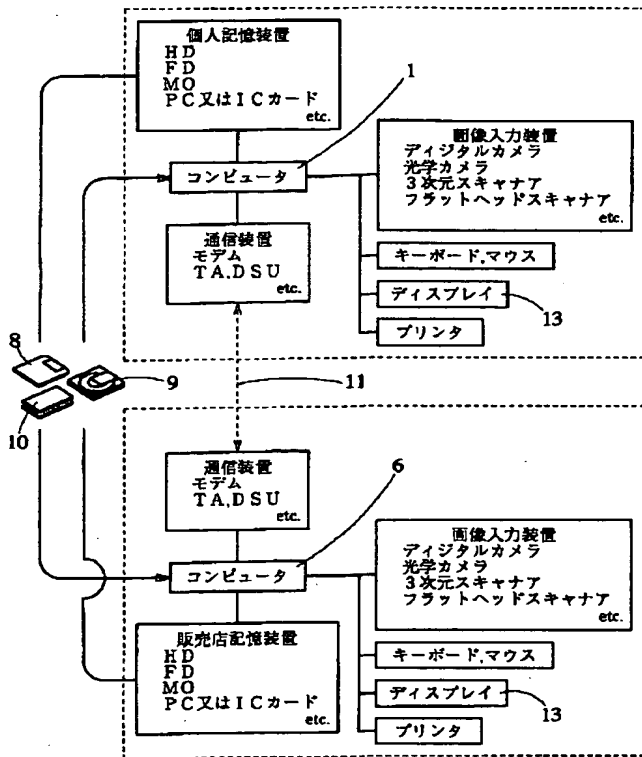 個人記憶装置
HD
FD
MO
PC又はICカード
etc.
1
コンピュータ
画像入力装置
ディジタルカメラ
光学カメラ
3次元スキャナア
フラットヘッドスキャナア
etc.
通信装置
モデム
TA,DSU
etc.
キーボード,マウス
ディスプレイ
13
プリンタ
8
9
10
11
通信装置
モデム
TA,DSU
etc.
6
コンピュータ
画像入力装置
ディジタルカメラ
光学カメラ
3次元スキャナア
フラットヘッドスキャナア
etc.
販売店記憶装置
HD
FD
MO
PC又はICカード
etc.
キーボード,マウス
ディスプレイ
13
プリンタ